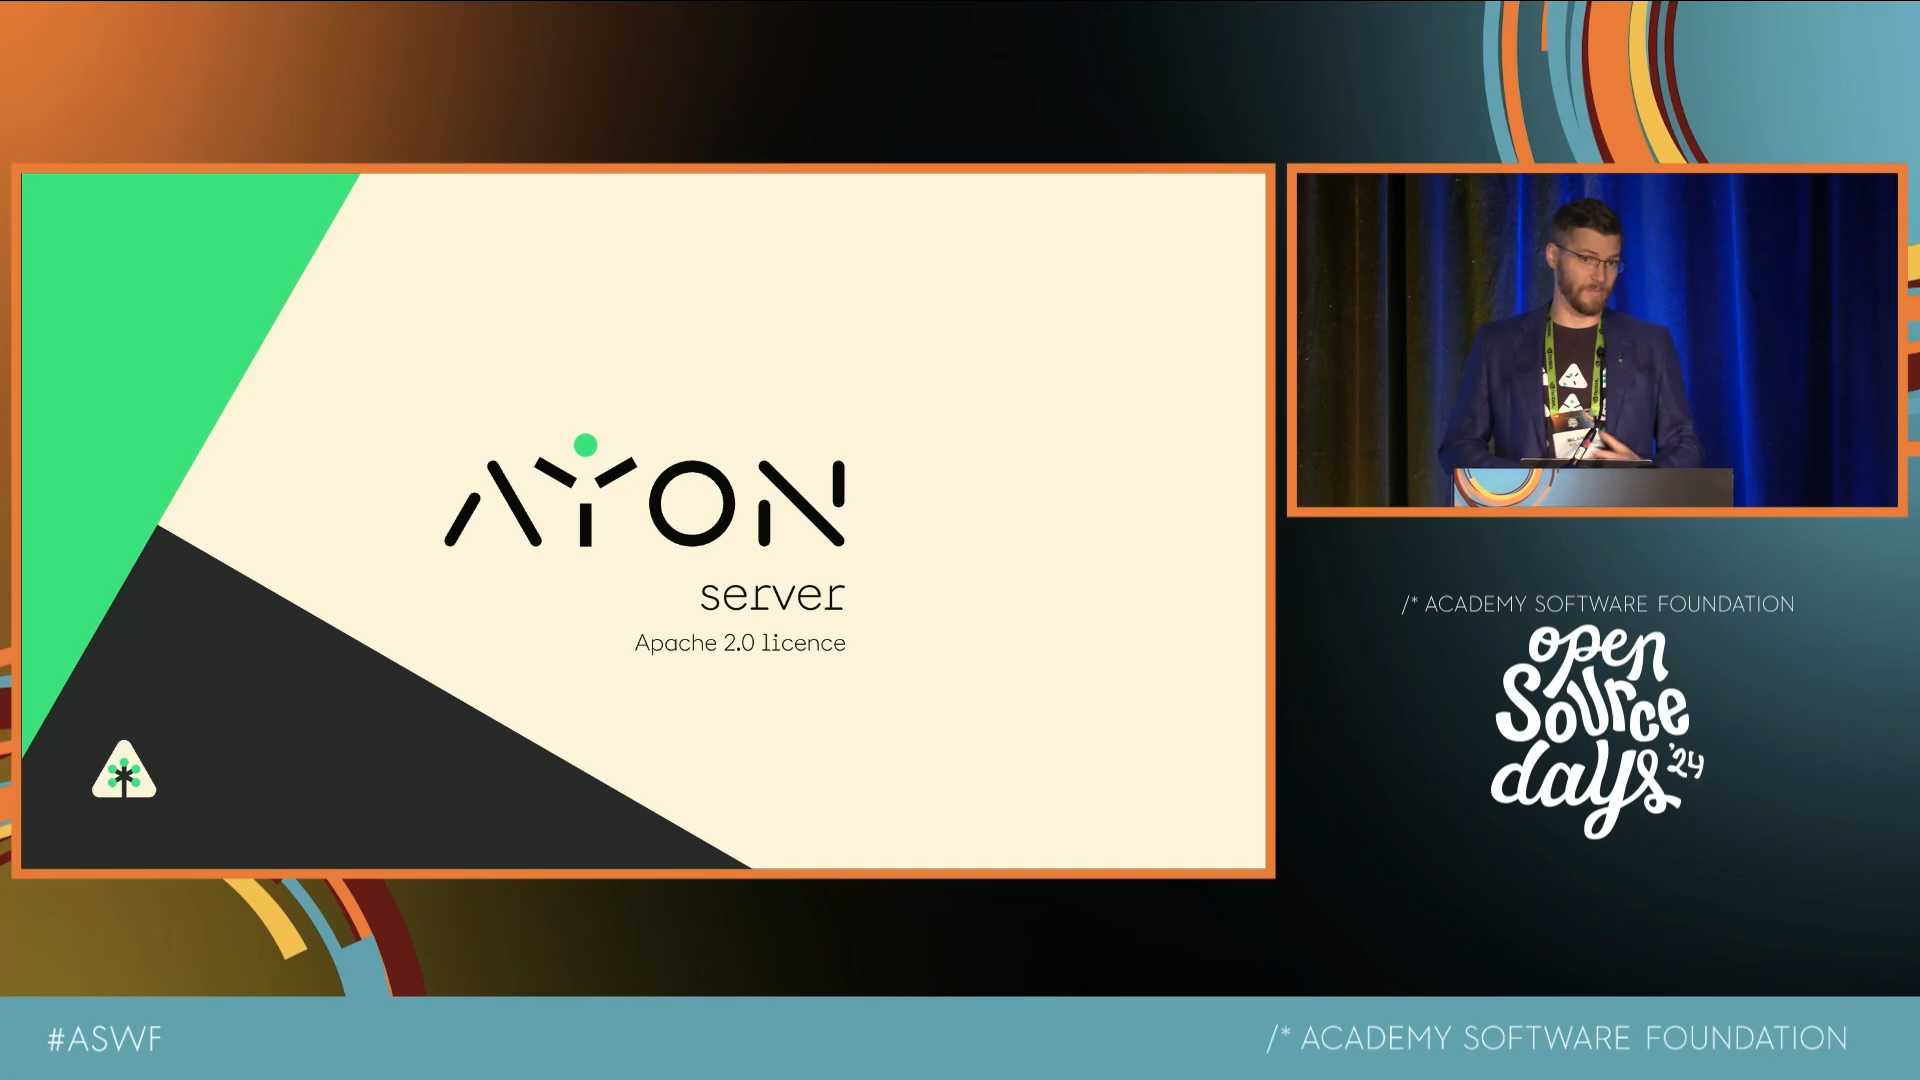 AYON
server
Apache 2.0 licence
/* ACADEMY SOFTWARE FOUNDATION
open
Source
days '24
#ASWF
/* ACADEMY SOFTWARE FOUNDATION